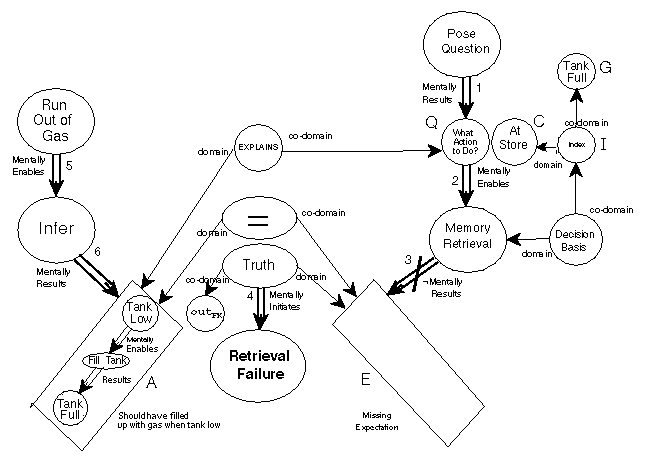 Pose
Question
Tank
Full
G
Mentally
Results
1
Run
Out of
Gas
Q
C
co-domain
What
Action
to Do?
At
Store
Index
I
EXPLAINS
co-domain
domain
domain
Mentally
Enables
5
2
Mentally
Enables
Infer
=
co-domain
domain
Memory
Retrieval
co-domain
Decision
Basis
domain
6
Mentally
Results
Truth
co-domain
domain
3
¬Mentally
Results
4
Mentally
Initiates
Tank
Low
out FK
Mentally
Enables
Fill Tank
Results
Retrieval
Failure
A
E
Tank
Full
Should have filled
up with gas when tank low
Missing
Expectation